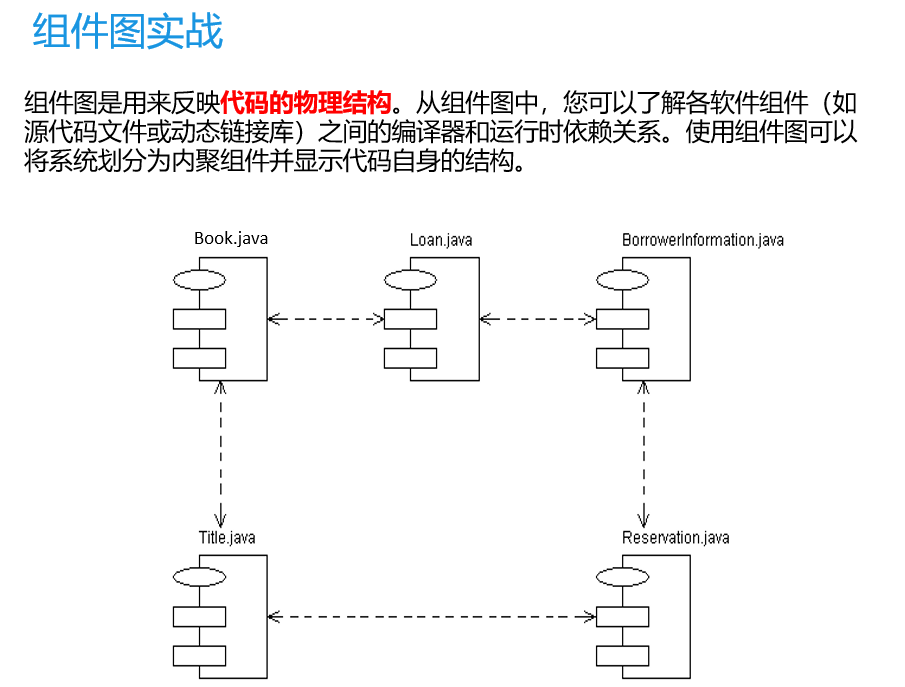 组件图实战
组件图是用来反映代码的物理结构。从组件图中，您可以了解各软件组件（如
源代码文件或动态链接库）之间的编译器和运行时依赖关系。使用组件图可以
将系统划分为内聚组件并显示代码自身的结构。
Book.java
Loan.java
BorrowerInformation.java
Title.java
Reservation.java